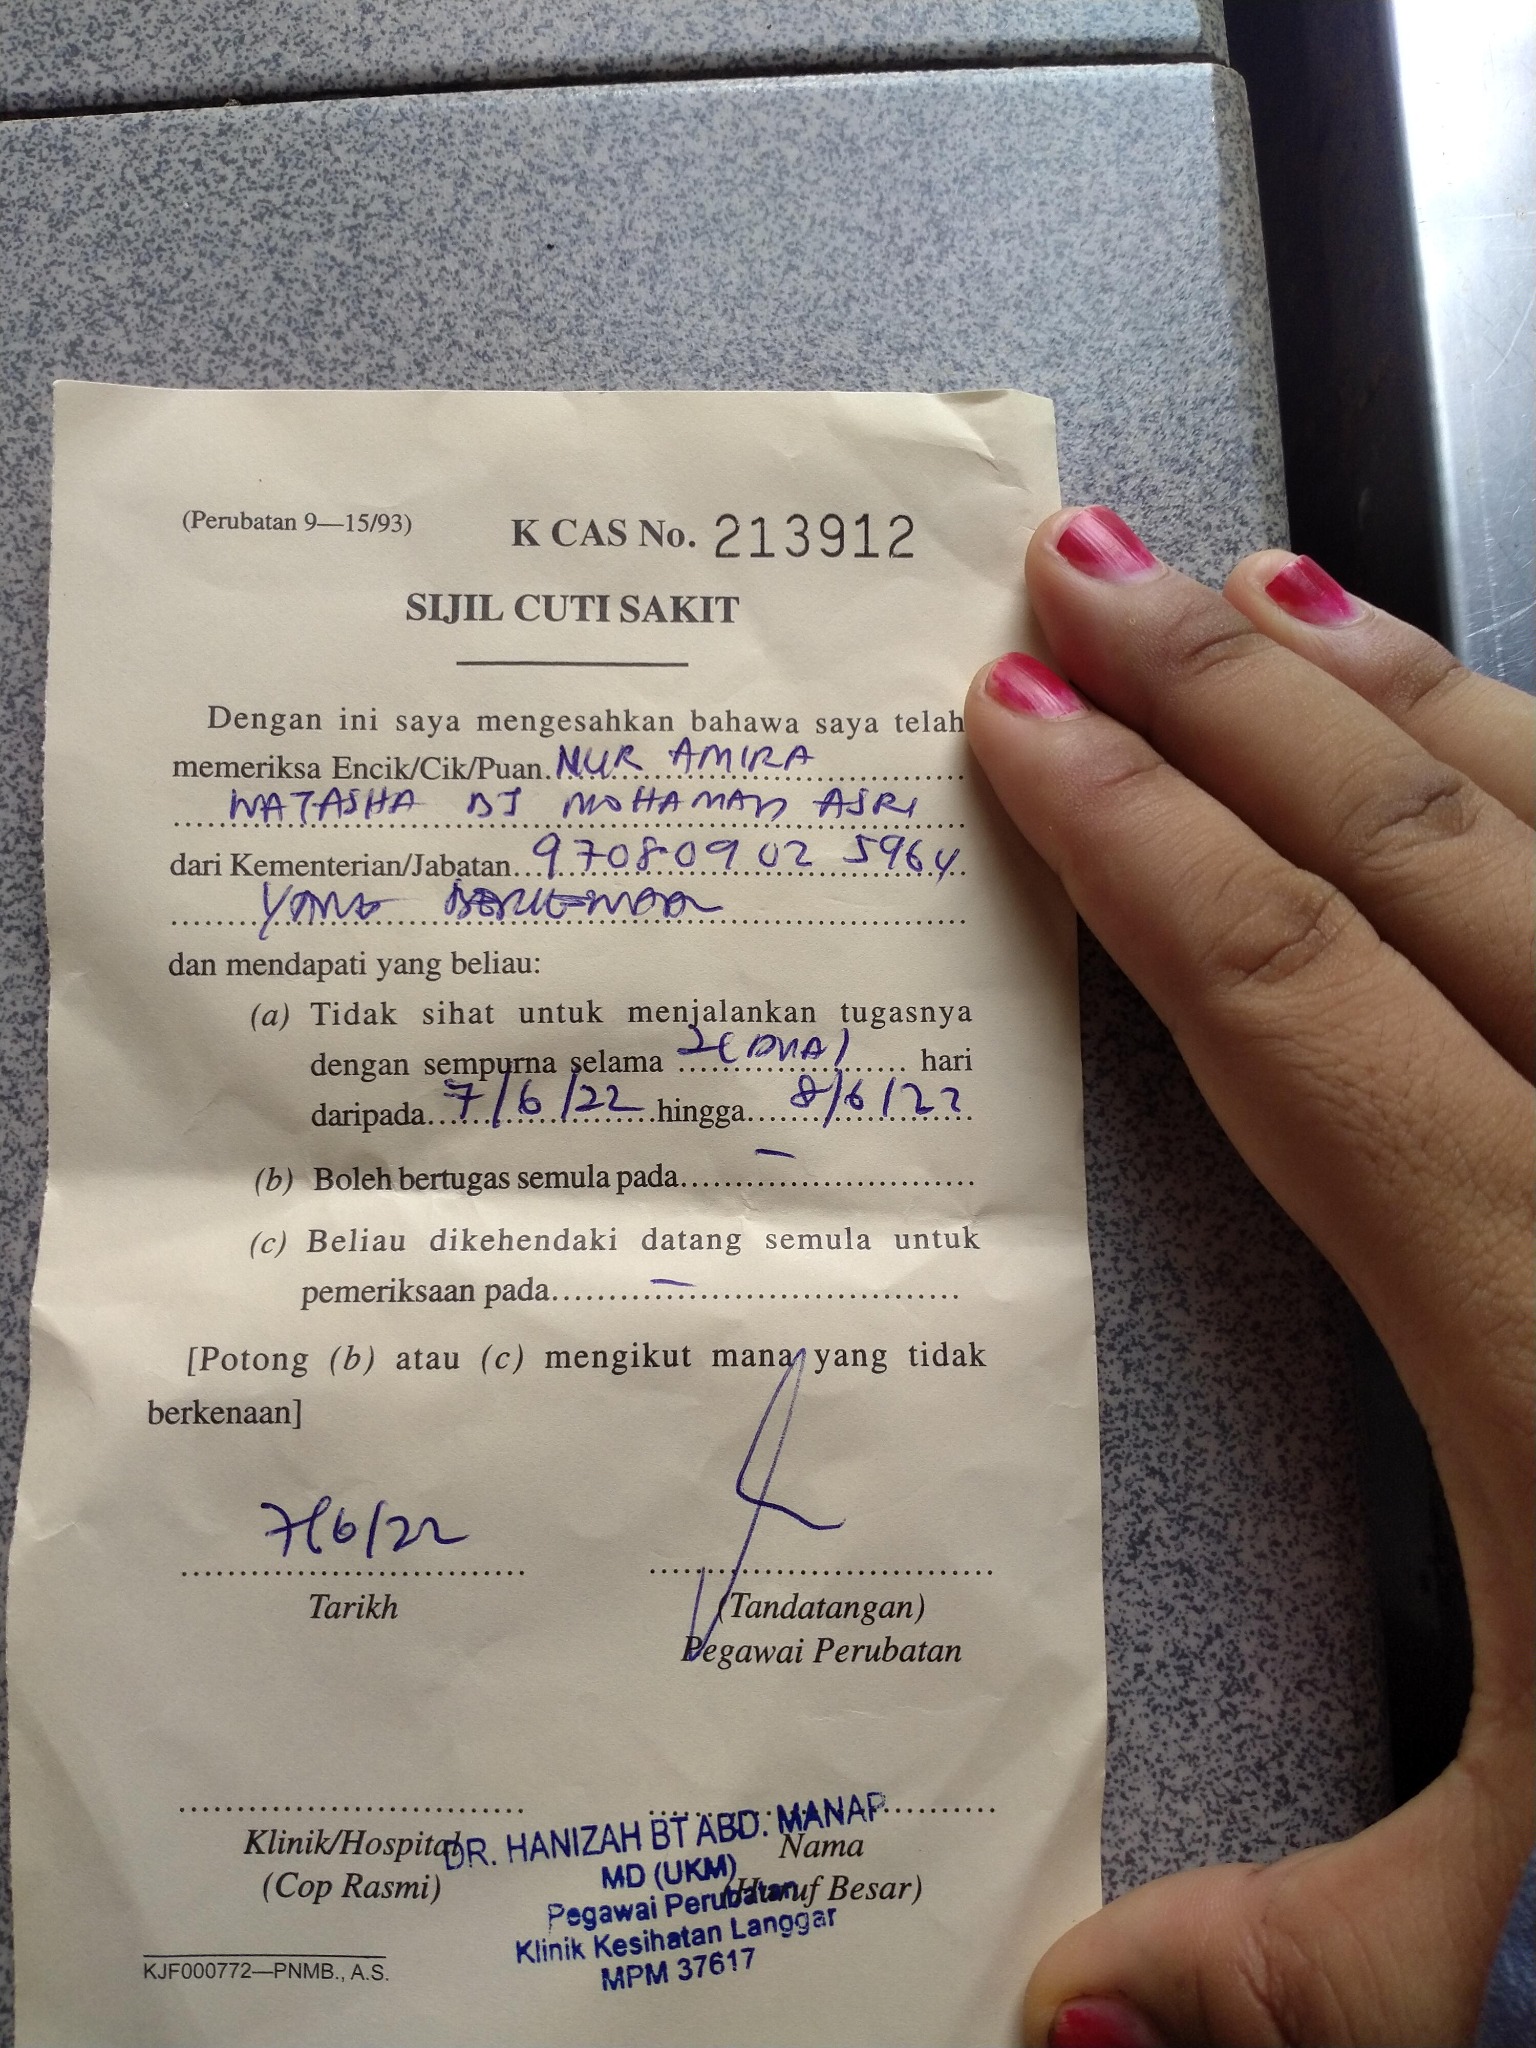 (Perubatan 9—15/93)
K CAS No. 213912
SIJIL CUTI SAKIT
Dengan ini saya mengesahkan bahawa saya telah
memeriksa Encik/Cik/Puan NUR AMIRA
NATASHA BT MOHAMAD ASRI
dari Kementerian/Jabatan 970809 02 5964
YANG BERKENAAN
dan mendapati yang beliau:
(a) Tidak sihat untuk menjalankan tugasnya
dengan sempurna selama 2 (DUA) hari
daripada 7/6/22 hingga 8/6/22
(b) Boleh bertugas semula pada —
(c) Beliau dikehendaki datang semula untuk
pemeriksaan pada —
[Potong (b) atau (c) mengikut mana yang tidak
berkenaan]
7/6/22
Tarikh
(Tandatangan)
Pegawai Perubatan
Klinik/Hospital
(Cop Rasmi)
Nama
(Huruf Besar)
DR. HANIZAH BT ABD. MANAP
MD (UKM)
Pegawai Perubatan
Klinik Kesihatan Langgar
MPM 37617
KJF000772—PNMB., A.S.